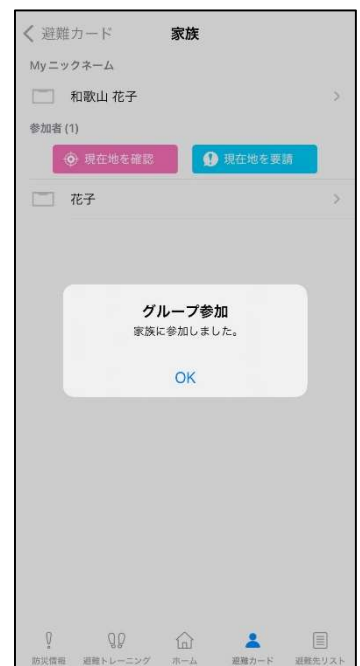 避難カード 家族
Myニックネーム
和歌山 花子
参加者 (1)
現在地を確認 現在地を要請
花子
グループ参加
家族に参加しました。
OK
防災情報 避難トレーニング ホーム 避難カード 避難先リスト